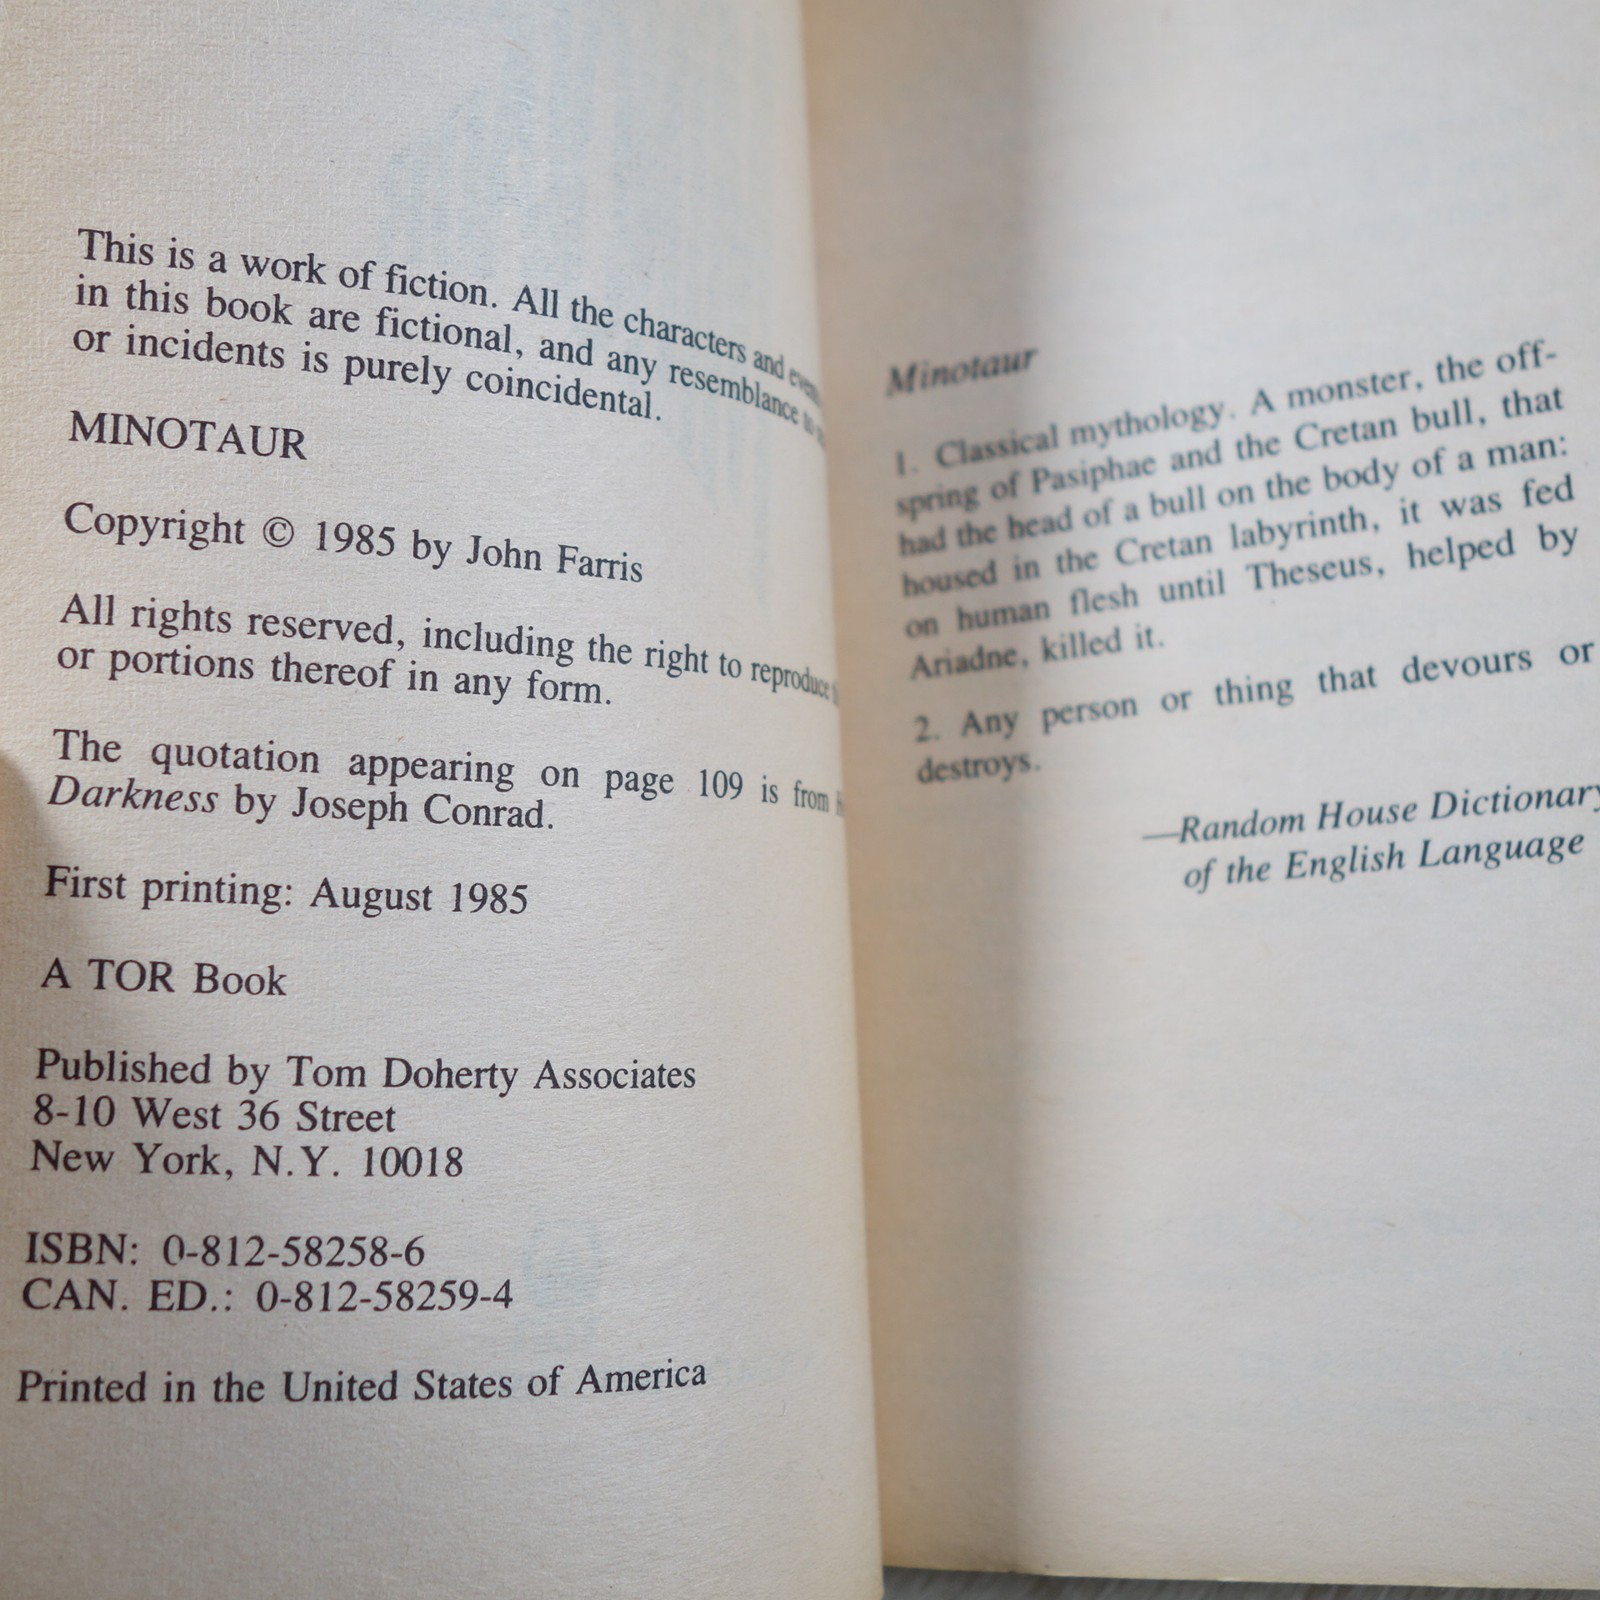 This is a work of fiction. All the characters and
in this book are fictional, and any resemblance to
or incidents is purely coincidental.
MINOTAUR
Copyright © 1985 by John Farris
All rights reserved, including the right to reproduce
or portions thereof in any form.
The quotation appearing on page 109 is from
Darkness by Joseph Conrad.
First printing: August 1985
A TOR Book
Published by Tom Doherty Associates
8-10 West 36 Street
New York, N.Y. 10018
ISBN: 0-812-58258-6
CAN. ED.: 0-812-58259-4
Printed in the United States of America
Minotaur
1. Classical mythology. A monster, the off-
spring of Pasiphae and the Cretan bull, that
had the head of a bull on the body of a man:
housed in the Cretan labyrinth, it was fed
on human flesh until Theseus, helped by
Ariadne, killed it.
2. Any person or thing that devours or
destroys.
—Random House Dictionary
of the English Language